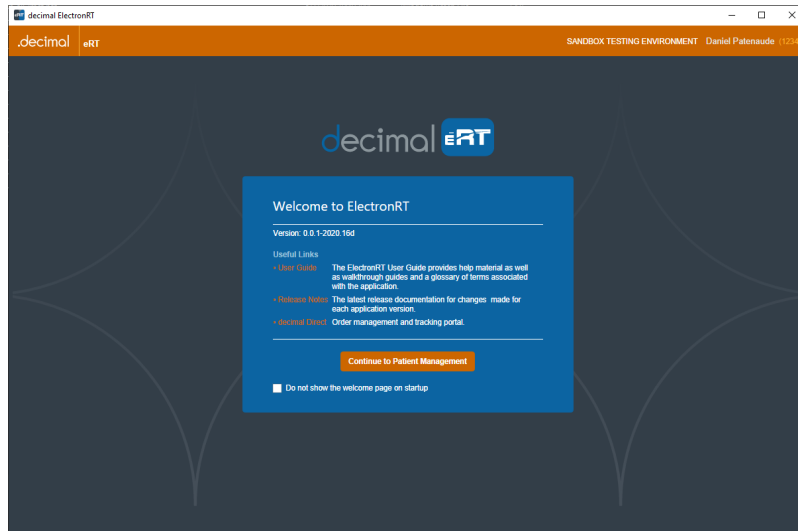 decimal ElectronRT
.decimal eRT SANDBOX TESTING ENVIRONMENT Daniel Patenaude (1234
decimal eRT
Welcome to ElectronRT
Version: 0.0.1-2020.16d
Useful Links
User Guide The ElectronRT User Guide provides help material as well
as walkthrough guides and a glossary of terms associated
with the application.
Release Notes The latest release documentation for changes made for
each application version.
decimal Direct Order management and tracking portal.
Continue to Patient Management
Do not show the welcome page on startup